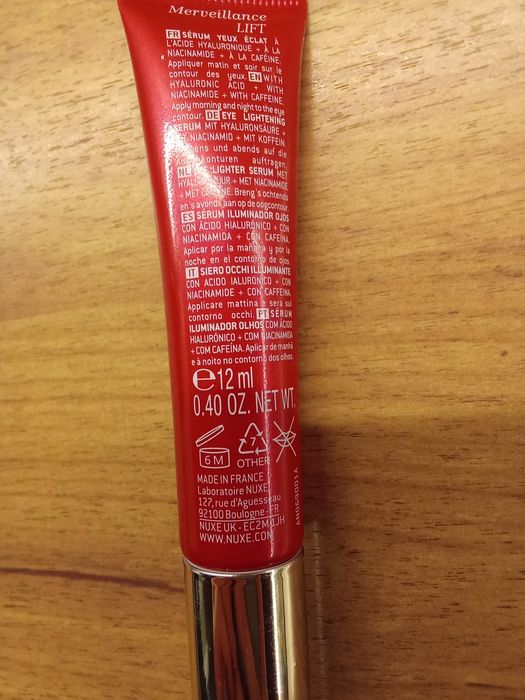 Merveillance
LIFT
FR SÉRUM YEUX ÉCLAT À
L'ACIDE HYALURONIQUE + À LA
NIACINAMIDE + À LA CAFÉINE.
Appliquer matin et soir sur le
contour des yeux. EN WITH
HYALURONIC ACID + WITH
NIACINAMIDE + WITH CAFFEINE.
Apply morning and night to the eye
contour. DE EYE LIGHTENING
SERUM MIT HYALURONSÄURE +
MIT KOFFEIN.
und abends auf die
auftragen.
NL SERUM MET
MET NIACINAMIDE
+ MET Breng 's ochtends
en 's avonds aan op de oogcontour.
ES SÉRUM ILUMINADOR OJOS
CON ÁCIDO HIALURÓNICO + CON
NIACINAMIDA + CON CAFEÍNA.
Aplicar por la mañana y por la
noche en el contorno de ojos.
IT SIERO OCCHI ILLUMINANTE
CON ACIDO IALURONICO + CON
NIACINAMIDE + CON CAFFEINA.
Applicare mattina e sera sul
contorno occhi. PT SÉRUM
ILUMINADOR OLHOS COM ÁCIDO
HIALURÓNICO + COM NIACINAMIDA
+ COM CAFEÍNA. Aplicar de manhã
e à noite no contorno dos olhos.
e 12 ml
0.40 OZ. NET WT.
6 M
7
OTHER
MADE IN FRANCE
Laboratoire NUXE
127, rue d'Aguesseau
92100 Boulogne-FR
NUXE UK - EC2M 1JH
WWW.NUXE.COM